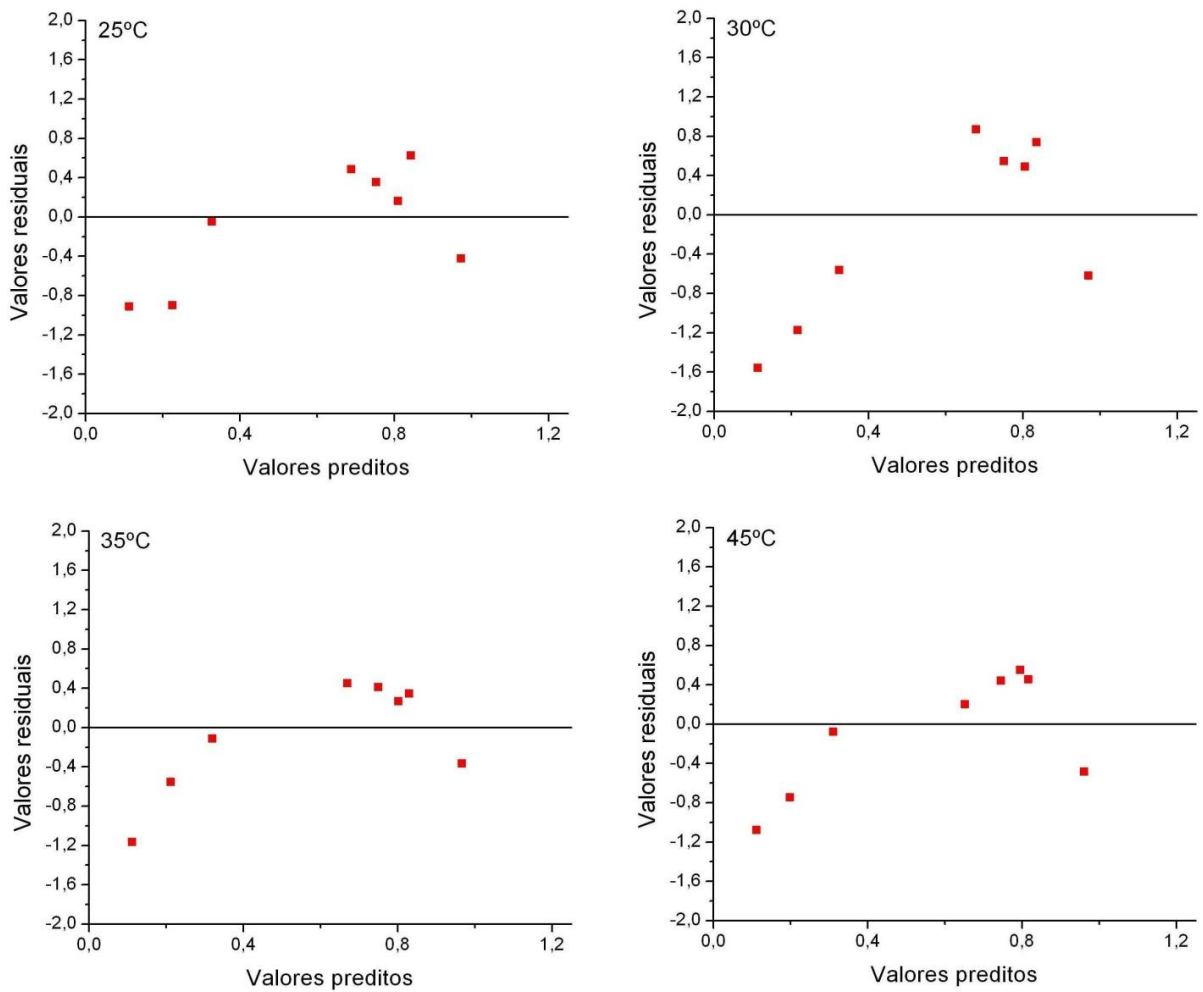 25ºC
2,0
1,6
1,2
0,8
0,4
0,0
-0,4
-0,8
-1,2
-1,6
-2,0
Valores residuais
0,0 0,4 0,8 1,2
Valores preditos
30ºC
2,0
1,6
1,2
0,8
0,4
0,0
-0,4
-0,8
-1,2
-1,6
-2,0
Valores residuais
0,0 0,4 0,8 1,2
Valores preditos
35ºC
2,0
1,6
1,2
0,8
0,4
0,0
-0,4
-0,8
-1,2
-1,6
-2,0
Valores residuais
0,0 0,4 0,8 1,2
Valores preditos
45ºC
2,0
1,6
1,2
0,8
0,4
0,0
-0,4
-0,8
-1,2
-1,6
-2,0
Valores residuais
0,0 0,4 0,8 1,2
Valores preditos